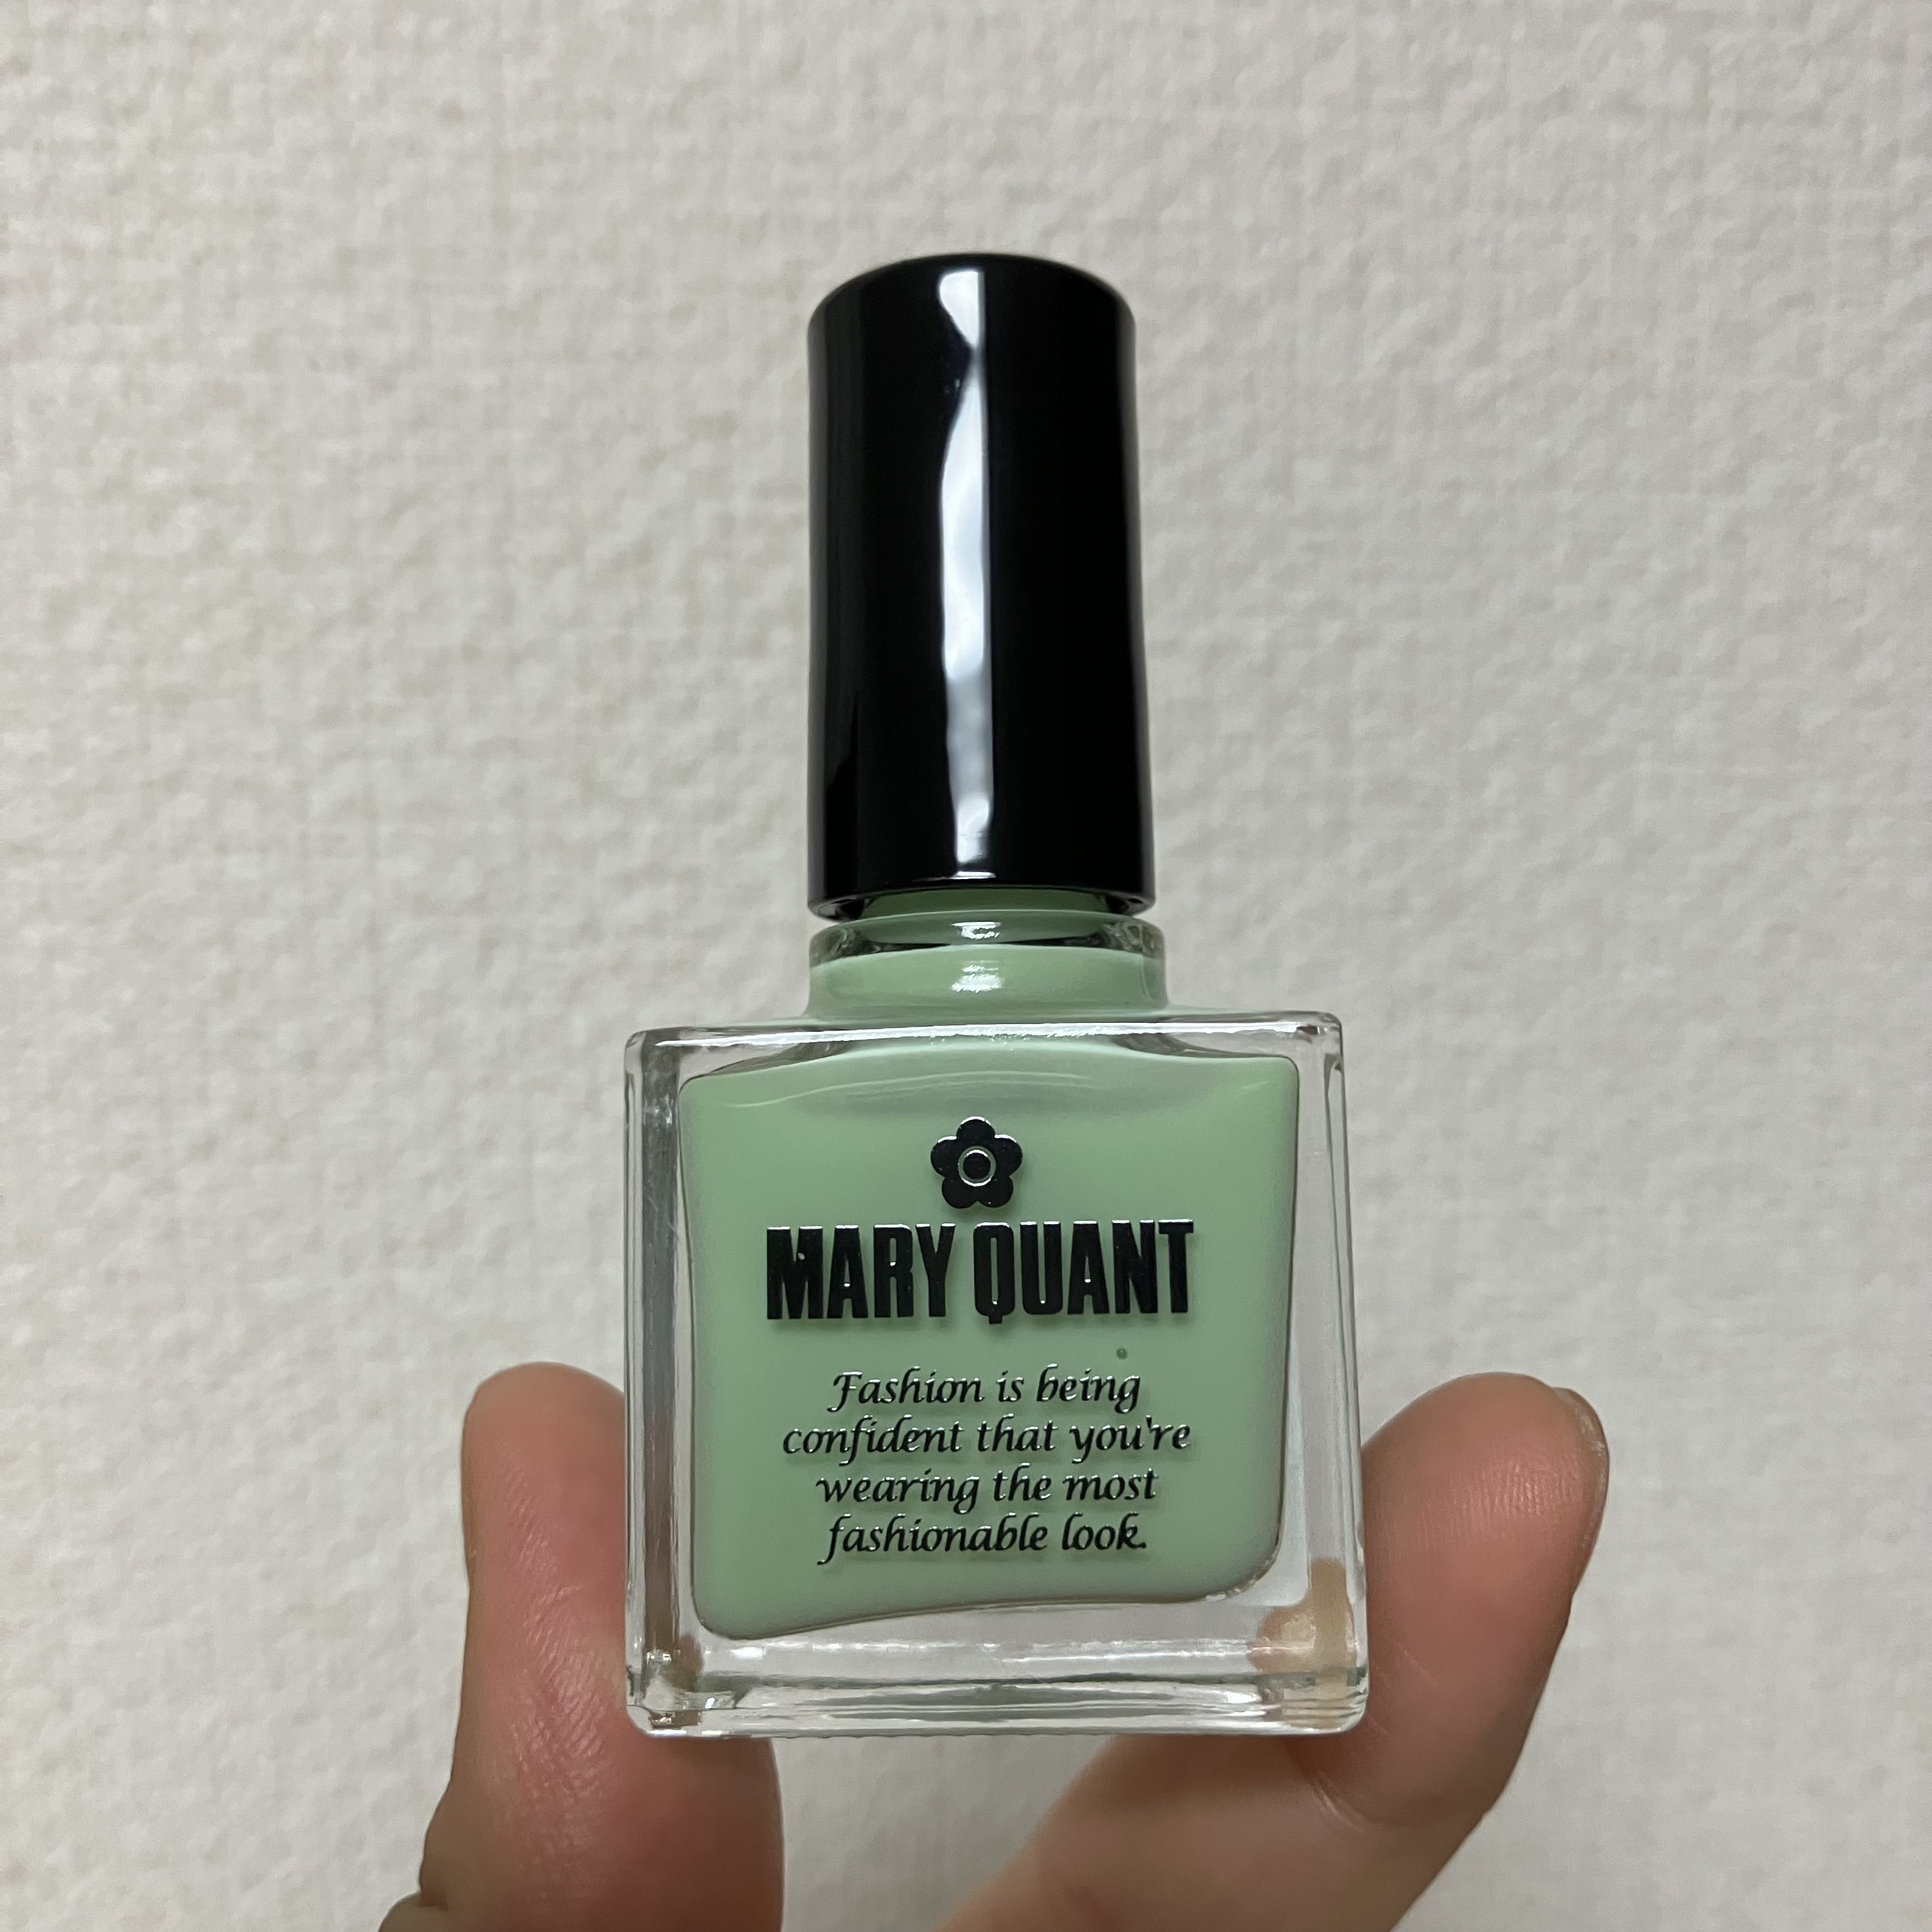 MARY QUANT
Fashion is being
confident that you're
wearing the most
fashionable look.